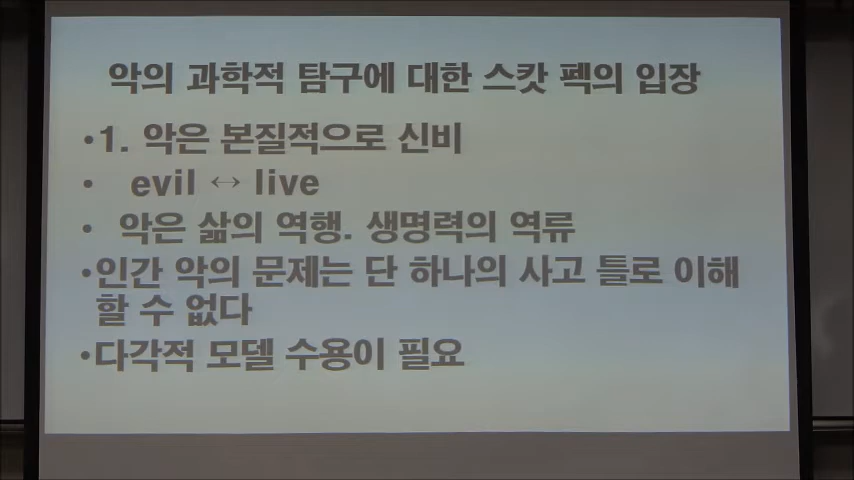 악의 과학적 탐구에 대한 스캇 펙의 입장
•1. 악은 본질적으로 신비
• evil ↔ live
• 악은 삶의 역행. 생명력의 역류
•인간 악의 문제는 단 하나의 사고 틀로 이해
할 수 없다
•다각적 모델 수용이 필요